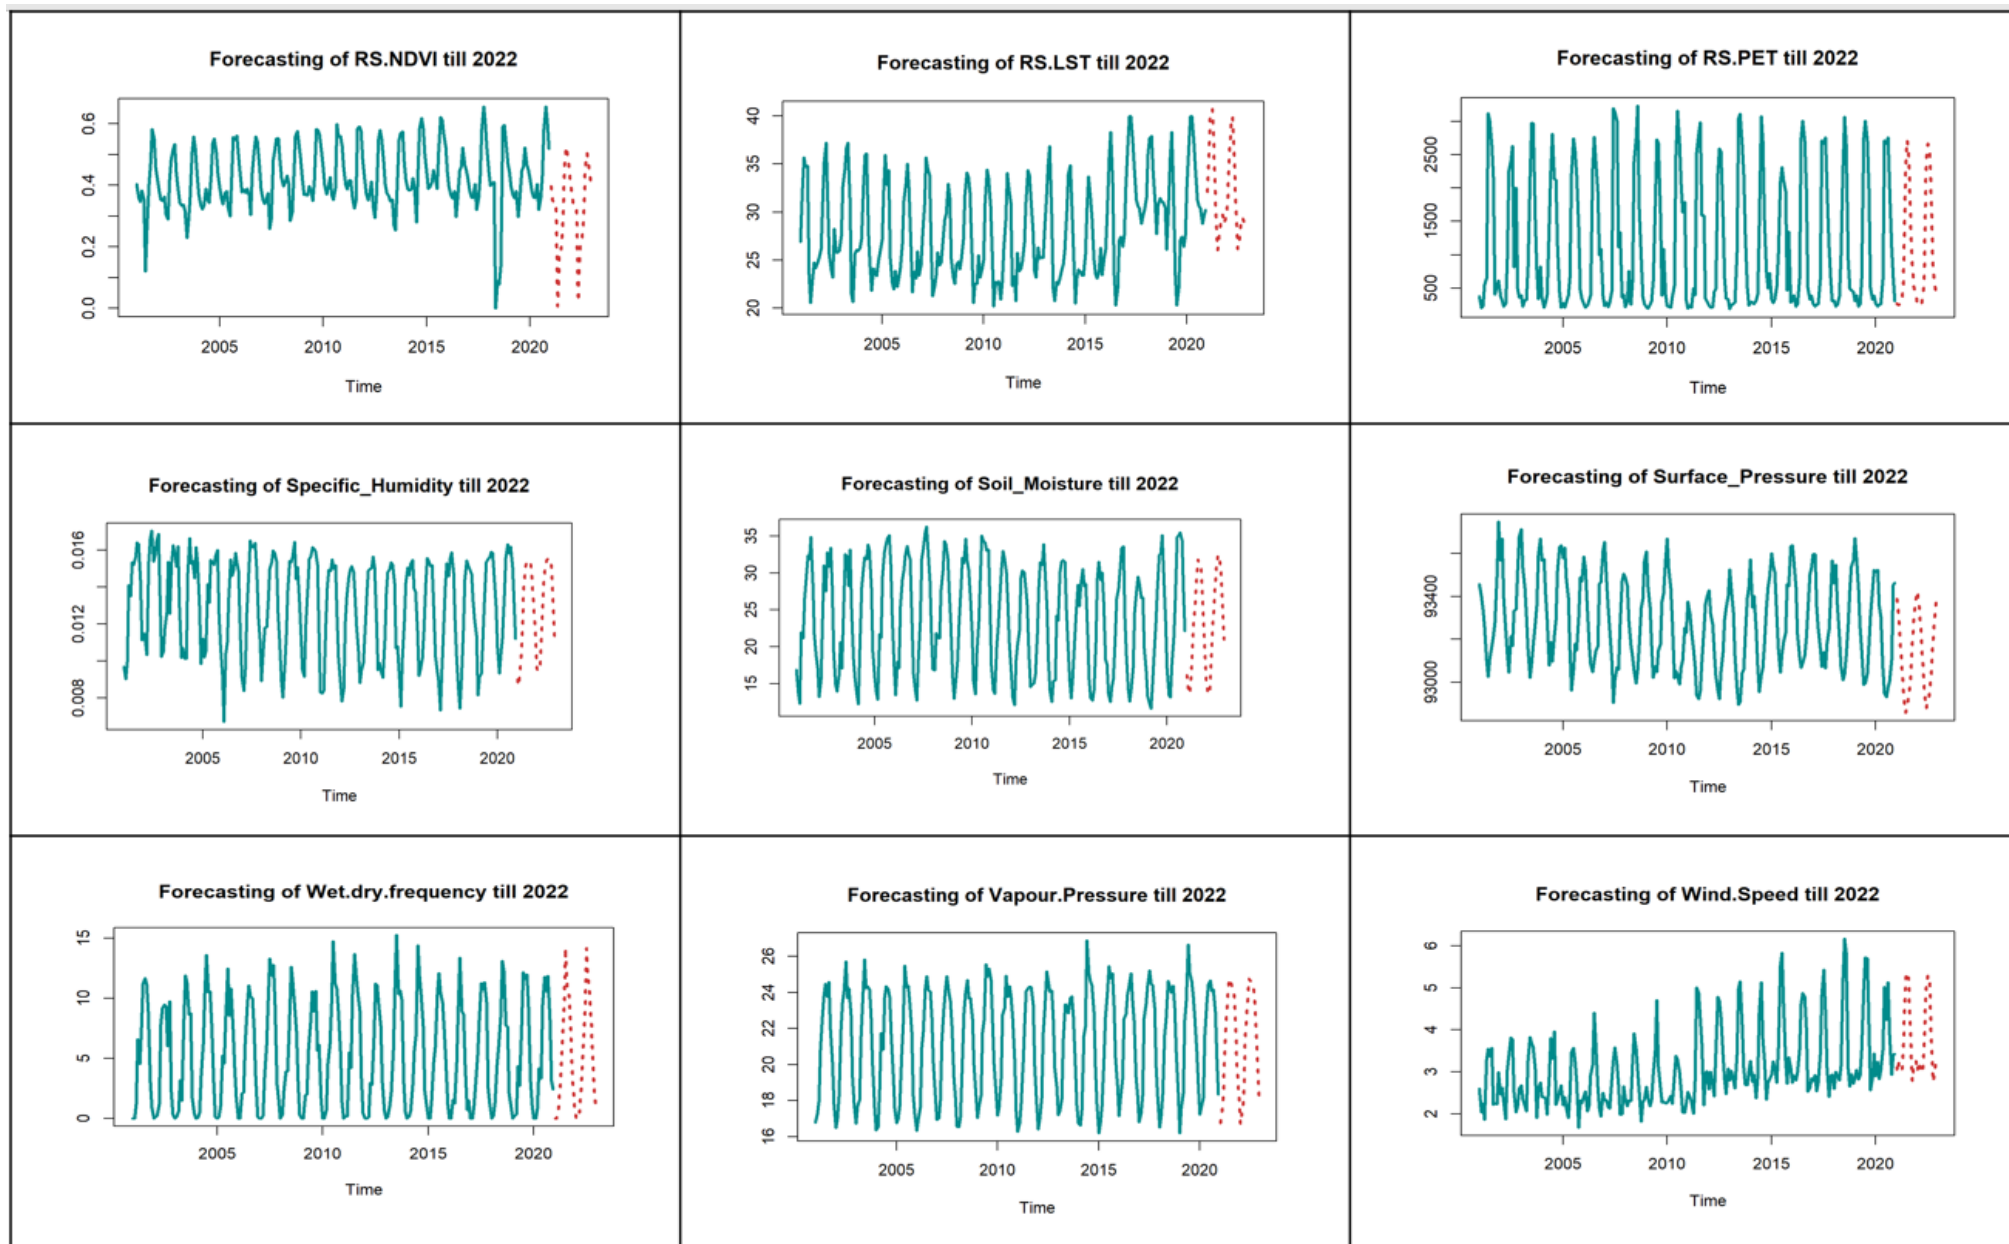 Forecasting of RS.NDVI till 2022
0.6
0.4
0.2
0.0
2005 2010 2015 2020
Time
Forecasting of RS.LST till 2022
40
35
30
25
20
2005 2010 2015 2020
Time
Forecasting of RS.PET till 2022
2500
1500
500
2005 2010 2015 2020
Time
Forecasting of Specific_Humidity till 2022
0.016
0.012
0.008
2005 2010 2015 2020
Time
Forecasting of Soil_Moisture till 2022
35
30
25
20
15
2005 2010 2015 2020
Time
Forecasting of Surface_Pressure till 2022
93400
93000
2005 2010 2015 2020
Time
Forecasting of Wet.dry.frequency till 2022
15
10
5
0
2005 2010 2015 2020
Time
Forecasting of Vapour.Pressure till 2022
26
24
22
20
18
16
2005 2010 2015 2020
Time
Forecasting of Wind.Speed till 2022
6
5
4
3
2
2005 2010 2015 2020
Time